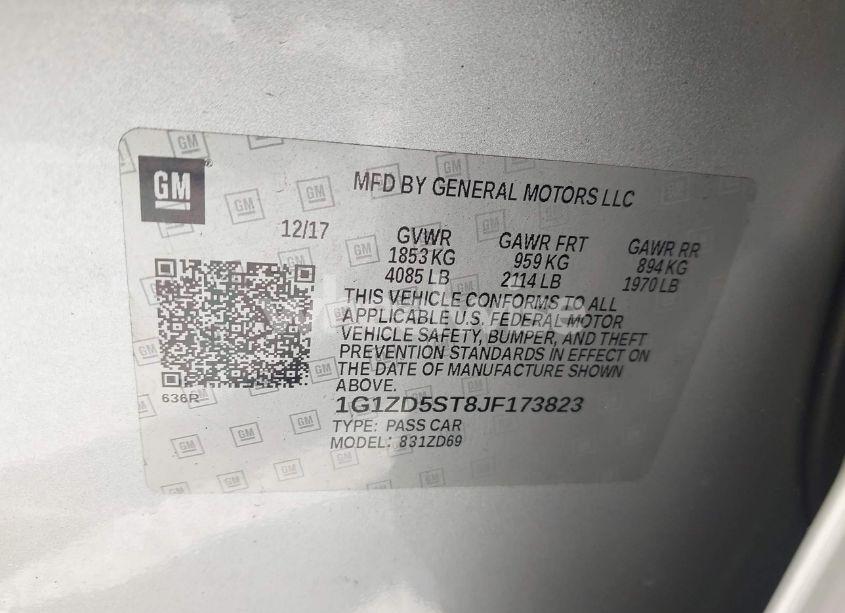 GM
MFD BY GENERAL MOTORS LLC
12/17
GVWR GAWR FRT GAWR RR
1853 KG 959 KG 894 KG
4085 LB 2114 LB 1970 LB
THIS VEHICLE CONFORMS TO ALL
APPLICABLE U.S. FEDERAL MOTOR
VEHICLE SAFETY, BUMPER, AND THEFT
PREVENTION STANDARDS IN EFFECT ON
THE DATE OF MANUFACTURE SHOWN
ABOVE.
636R
1G1ZD5ST8JF173823
TYPE: PASS CAR
MODEL: 831ZD69